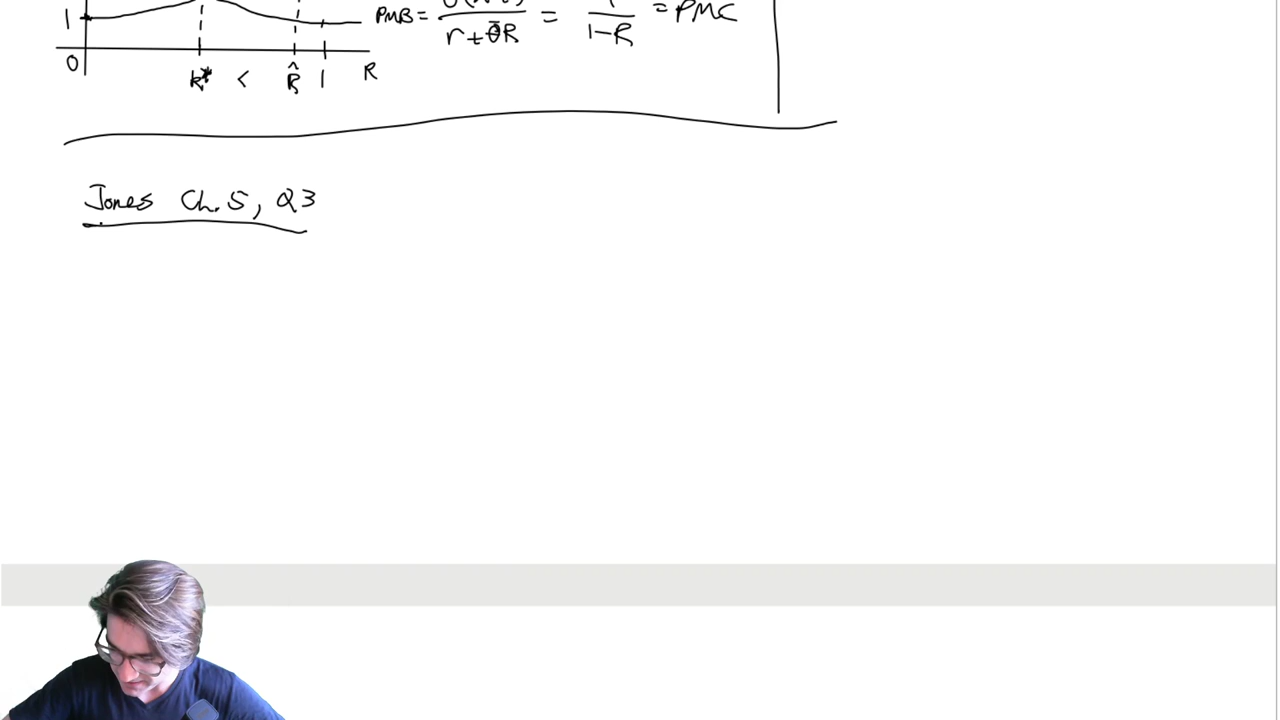 1
PMB = = = PMC
r + θ̄R 1-R
0 R* < R̂ 1 R
Jones Ch. 5, Q3